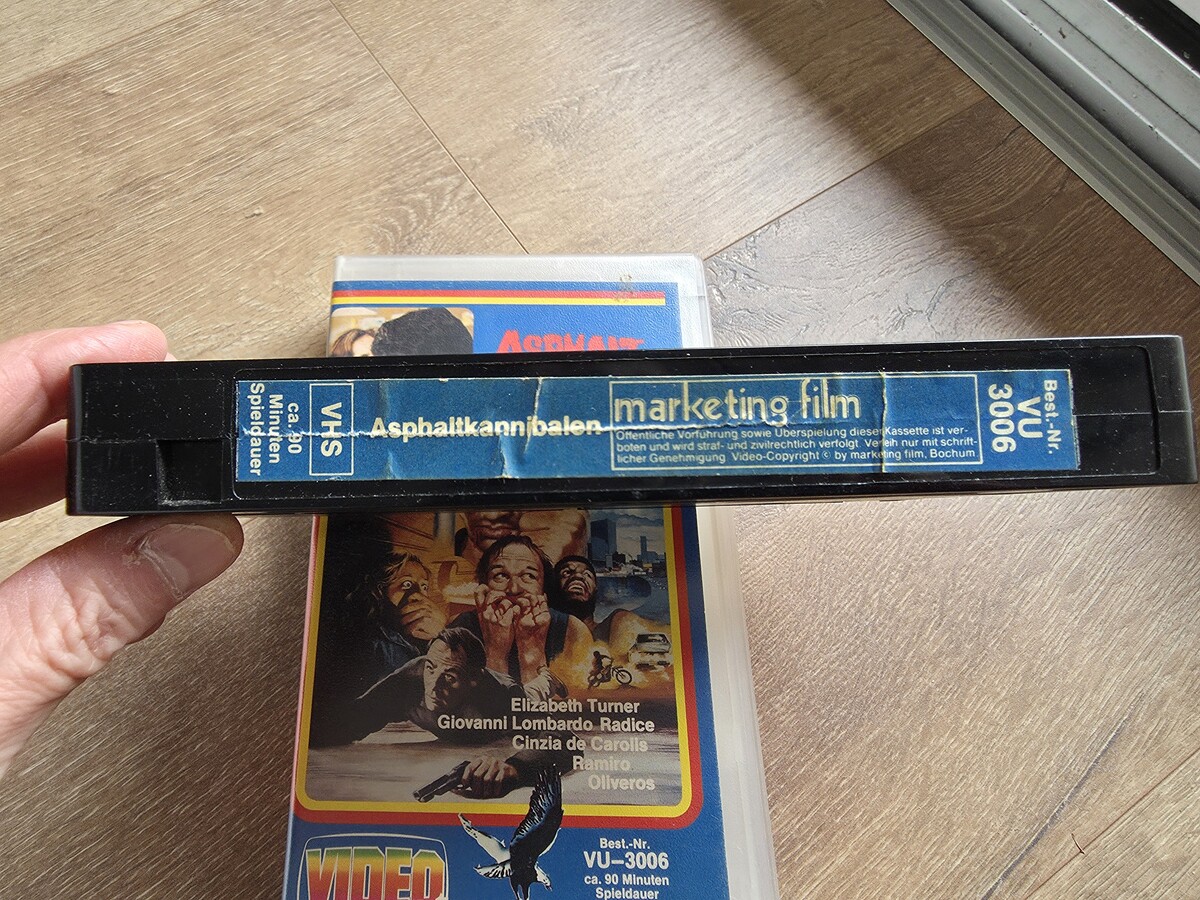 ASPHALT
ca. 90
Minuten
Spieldauer
VHS
Asphaltkannibalen
marketing film
Öffentliche Vorführung sowie Überspielung dieser Kassette ist ver-
boten und wird straf- und zivilrechtlich verfolgt. Verleih nur mit schrift-
licher Genehmigung. Video-Copyright © by marketing film, Bochum
Best.-Nr.
VU
3006
Elizabeth Turner
Giovanni Lombardo Radice
Cinzia de Carolis
Ramiro
Oliveros
VIDEO
Best.-Nr.
VU–3006
ca. 90 Minuten
Spieldauer